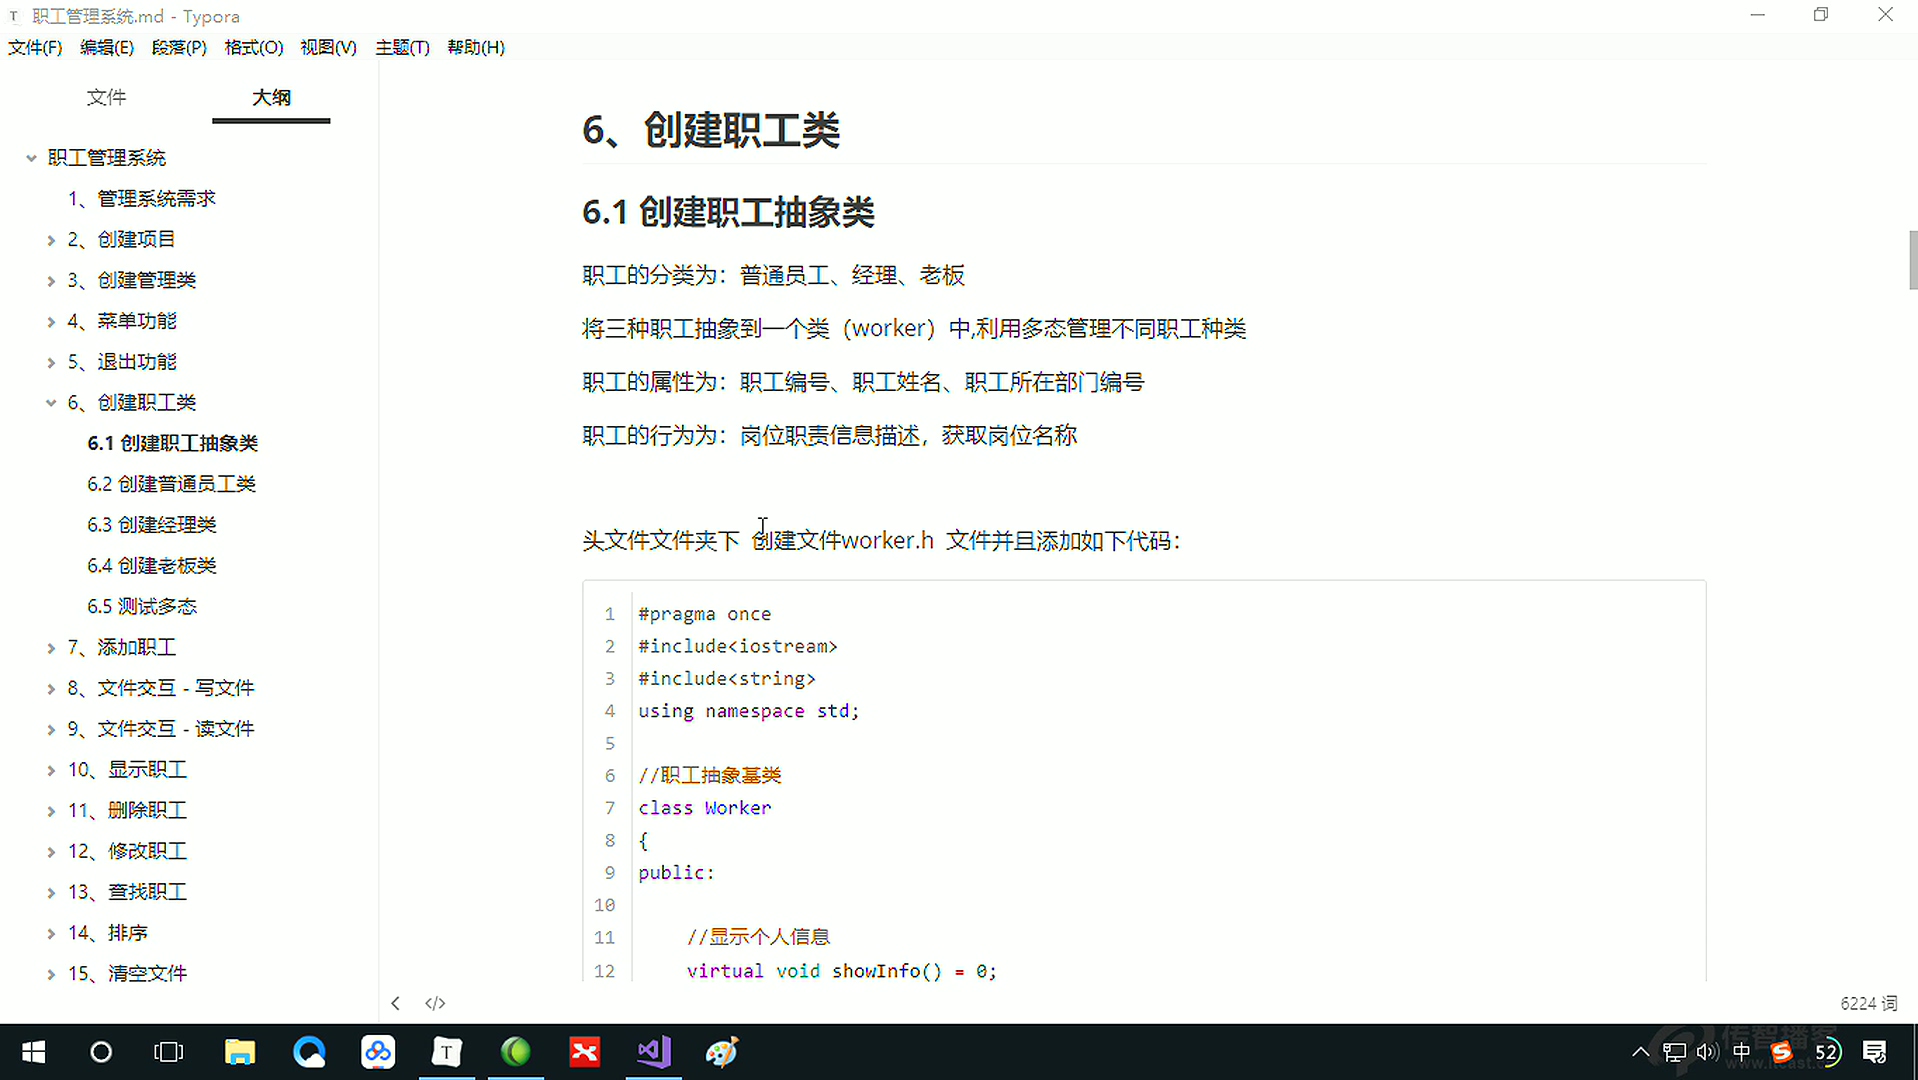 职工管理系统.md - Typora
文件(F) 编辑(E) 段落(P) 格式(O) 视图(V) 主题(T) 帮助(H)
文件 大纲
职工管理系统
1、管理系统需求
2、创建项目
3、创建管理类
4、菜单功能
5、退出功能
6、创建职工类
6.1 创建职工抽象类
6.2 创建普通员工类
6.3 创建经理类
6.4 创建老板类
6.5 测试多态
7、添加职工
8、文件交互 - 写文件
9、文件交互 - 读文件
10、显示职工
11、删除职工
12、修改职工
13、查找职工
14、排序
15、清空文件
6、创建职工类
6.1 创建职工抽象类
职工的分类为：普通员工、经理、老板
将三种职工抽象到一个类（worker）中,利用多态管理不同职工种类
职工的属性为：职工编号、职工姓名、职工所在部门编号
职工的行为为：岗位职责信息描述，获取岗位名称
头文件文件夹下 创建文件worker.h 文件并且添加如下代码：
1 #pragma once
2 #include<iostream>
3 #include<string>
4 using namespace std;
5
6 //职工抽象基类
7 class Worker
8 {
9 public:
10
11 //显示个人信息
12 virtual void showInfo() = 0;
</> 6224 词
中 52
传智播客